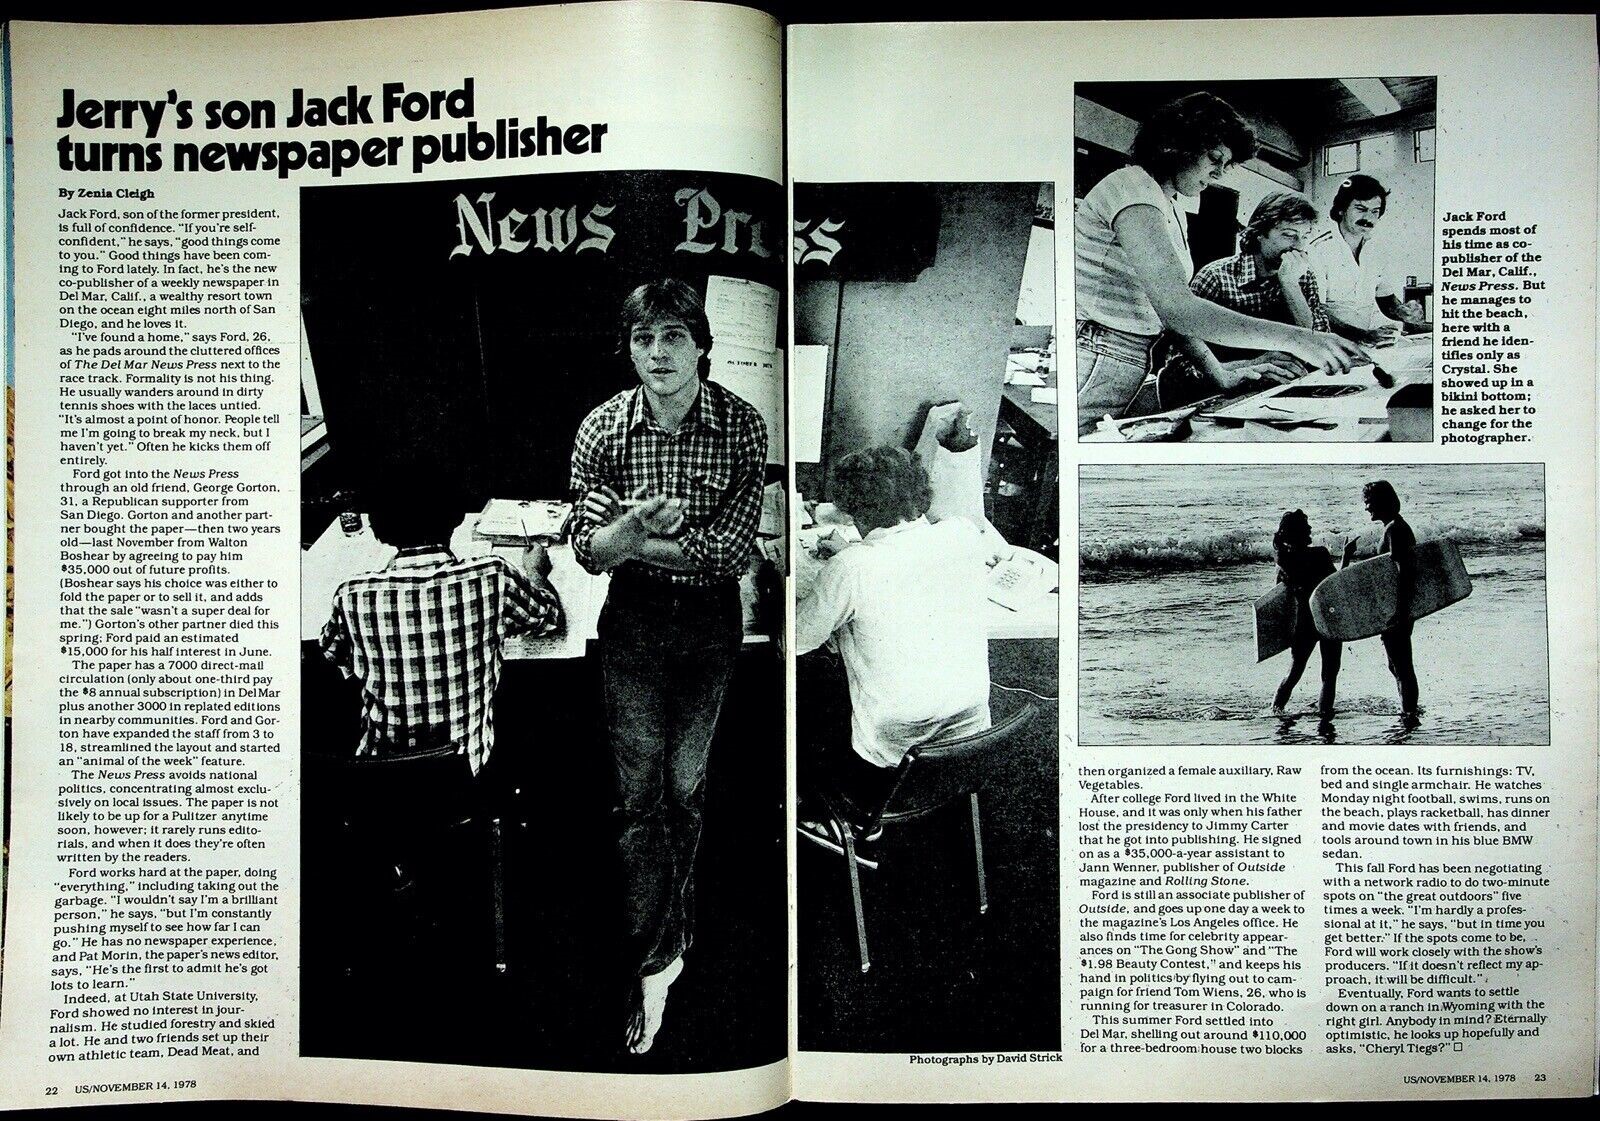 Jerry's son Jack Ford
turns newspaper publisher
By Zenia Cleigh
Jack Ford, son of the former president,
is full of confidence. "If you're self-
confident," he says, "good things come
to you." Good things have been com-
ing to Ford lately. In fact, he's the new
co-publisher of a weekly newspaper in
Del Mar, Calif., a wealthy resort town
on the ocean eight miles north of San
Diego, and he loves it.
"I've found a home," says Ford, 26,
as he pads around the cluttered offices
of The Del Mar News Press next to the
race track. Formality is not his thing.
He usually wanders around in dirty
tennis shoes with the laces untied.
"It's almost a point of honor. People tell
me I'm going to break my neck, but I
haven't yet." Often he kicks them off
entirely.
Ford got into the News Press
through an old friend, George Gorton,
31, a Republican supporter from
San Diego. Gorton and another part-
ner bought the paper—then two years
old—last November from Walton
Boshear by agreeing to pay him
$35,000 out of future profits.
(Boshear says his choice was either to
fold the paper or to sell it, and adds
that the sale "wasn't a super deal for
me.") Gorton's other partner died this
spring; Ford paid an estimated
$15,000 for his half interest in June.
The paper has a 7000 direct-mail
circulation (only about one-third pay
the $8 annual subscription) in Del Mar
plus another 3000 in replated editions
in nearby communities. Ford and Gor-
ton have expanded the staff from 3 to
18, streamlined the layout and started
an "animal of the week" feature.
The News Press avoids national
politics, concentrating almost exclu-
sively on local issues. The paper is not
likely to be up for a Pulitzer anytime
soon, however; it rarely runs edito-
rials, and when it does they're often
written by the readers.
Ford works hard at the paper, doing
"everything," including taking out the
garbage. "I wouldn't say I'm a brilliant
person," he says, "but I'm constantly
pushing myself to see how far I can
go." He has no newspaper experience,
and Pat Morin, the paper's news editor,
says, "He's the first to admit he's got
lots to learn."
Indeed, at Utah State University,
Ford showed no interest in jour-
nalism. He studied forestry and skied
a lot. He and two friends set up their
own athletic team, Dead Meat, and
22 US/NOVEMBER 14, 1978
News Press
OCTOBER
Photographs by David Strick
Jack Ford
spends most of
his time as co-
publisher of the
Del Mar, Calif.,
News Press. But
he manages to
hit the beach,
here with a
friend he iden-
tifies only as
Crystal. She
showed up in a
bikini bottom;
he asked her to
change for the
photographer.
then organized a female auxiliary, Raw
Vegetables.
After college Ford lived in the White
House, and it was only when his father
lost the presidency to Jimmy Carter
that he got into publishing. He signed
on as a $35,000-a-year assistant to
Jann Wenner, publisher of Outside
magazine and Rolling Stone.
Ford is still an associate publisher of
Outside, and goes up one day a week to
the magazine's Los Angeles office. He
also finds time for celebrity appear-
ances on "The Gong Show" and "The
$1.98 Beauty Contest," and keeps his
hand in politics by flying out to cam-
paign for friend Tom Wiens, 26, who is
running for treasurer in Colorado.
This summer Ford settled into
Del Mar, shelling out around $110,000
for a three-bedroom house two blocks
from the ocean. Its furnishings: TV,
bed and single armchair. He watches
Monday night football, swims, runs on
the beach, plays racketball, has dinner
and movie dates with friends, and
tools around town in his blue BMW
sedan.
This fall Ford has been negotiating
with a network radio to do two-minute
spots on "the great outdoors" five
times a week. "I'm hardly a profes-
sional at it," he says, "but in time you
get better." If the spots come to be,
Ford will work closely with the show's
producers. "If it doesn't reflect my ap-
proach, it will be difficult."
Eventually, Ford wants to settle
down on a ranch in Wyoming with the
right girl. Anybody in mind? Eternally
optimistic, he looks up hopefully and
asks, "Cheryl Tiegs?" □
US/NOVEMBER 14, 1978 23